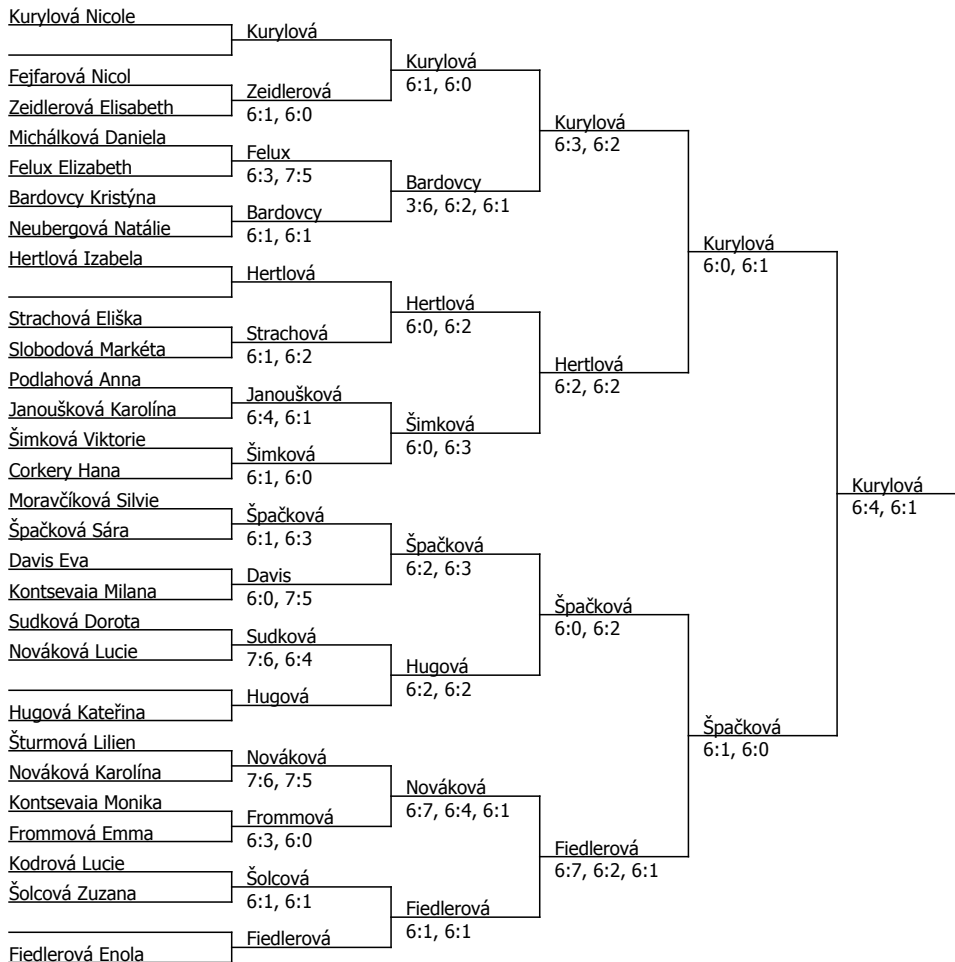 Kurylová Nicole
Kurylová
Kurylová
6:1, 6:0
Fejfarová Nicol
Zeidlerová
Zeidlerová Elisabeth
6:1, 6:0
Kurylová
6:3, 6:2
Michálková Daniela
Felux
Felux Elizabeth
6:3, 7:5
Bardovcy
3:6, 6:2, 6:1
Bardovcy Kristýna
Bardovcy
Neubergová Natálie
6:1, 6:1
Kurylová
6:0, 6:1
Hertlová Izabela
Hertlová
Hertlová
6:0, 6:2
Strachová Eliška
Strachová
Slobodová Markéta
6:1, 6:2
Hertlová
6:2, 6:2
Podlahová Anna
Janoušková
Janoušková Karolína
6:4, 6:1
Šimková
6:0, 6:3
Šimková Viktorie
Šimková
Corkery Hana
6:1, 6:0
Kurylová
6:4, 6:1
Moravčíková Silvie
Špačková
Špačková Sára
6:1, 6:3
Špačková
6:2, 6:3
Davis Eva
Davis
Kontsevaia Milana
6:0, 7:5
Špačková
6:0, 6:2
Sudková Dorota
Sudková
Nováková Lucie
7:6, 6:4
Hugová
6:2, 6:2
Hugová
Hugová Kateřina
Špačková
6:1, 6:0
Šturmová Lilien
Nováková
Nováková Karolína
7:6, 7:5
Nováková
6:7, 6:4, 6:1
Kontsevaia Monika
Frommová
Frommová Emma
6:3, 6:0
Fiedlerová
6:7, 6:2, 6:1
Kodrová Lucie
Šolcová
Šolcová Zuzana
6:1, 6:1
Fiedlerová
6:1, 6:1
Fiedlerová
Fiedlerová Enola